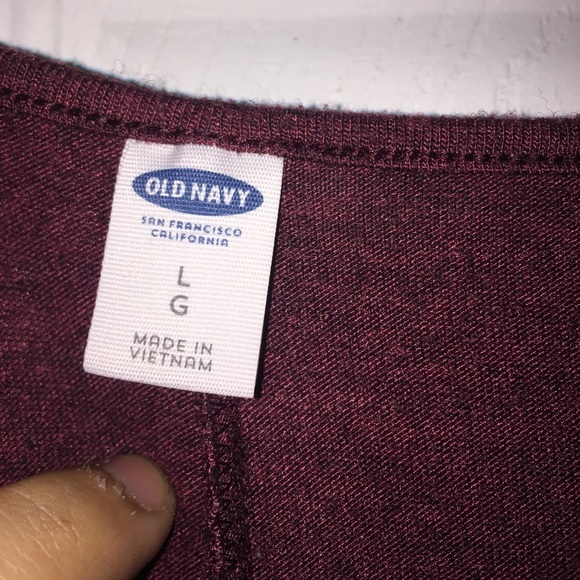 OLD NAVY
SAN FRANCISCO
CALIFORNIA
L
G
MADE IN
VIETNAM